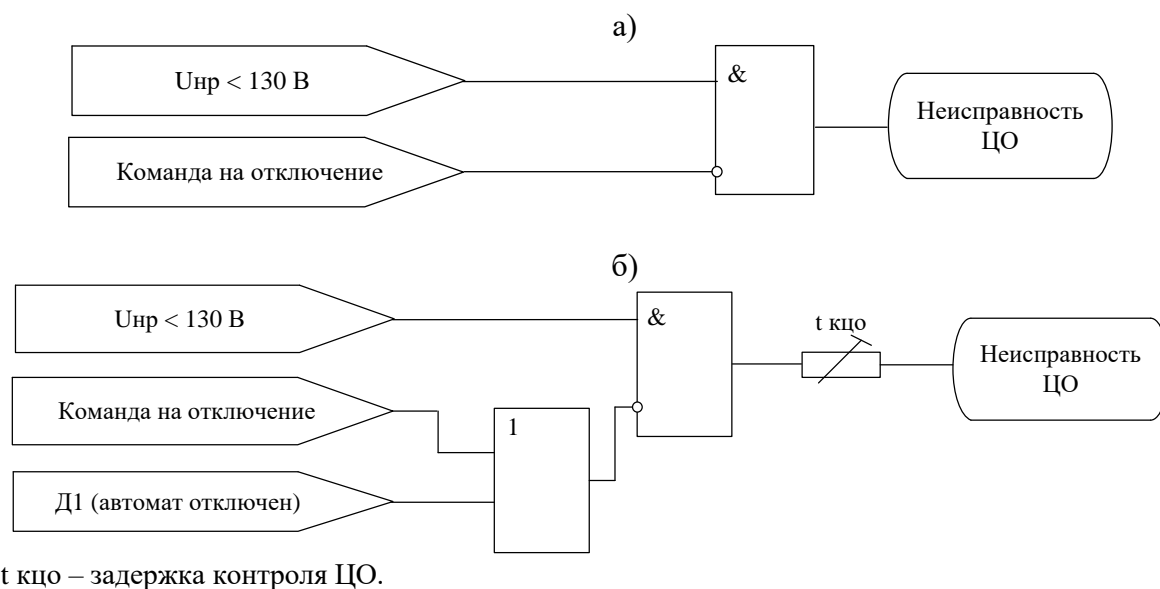 а)
Uнр < 130 В
&
Команда на отключение
Неисправность
ЦО
б)
Uнр < 130 В
&
t кцо
Неисправность
ЦО
Команда на отключение
1
Д1 (автомат отключен)
t кцо – задержка контроля ЦО.